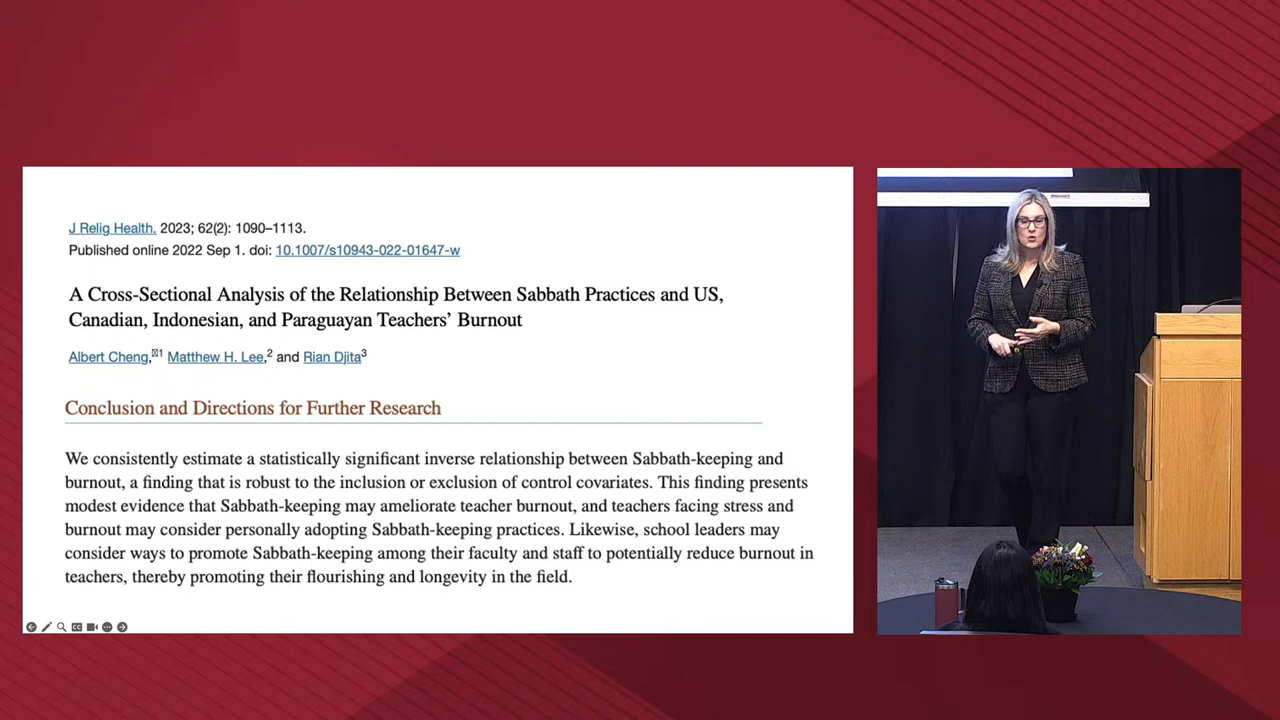 J Relig Health. 2023; 62(2): 1090–1113.
Published online 2022 Sep 1. doi: 10.1007/s10943-022-01647-w
A Cross-Sectional Analysis of the Relationship Between Sabbath Practices and US,
Canadian, Indonesian, and Paraguayan Teachers’ Burnout
Albert Cheng,1 Matthew H. Lee,2 and Rian Djita3
Conclusion and Directions for Further Research
We consistently estimate a statistically significant inverse relationship between Sabbath-keeping and
burnout, a finding that is robust to the inclusion or exclusion of control covariates. This finding presents
modest evidence that Sabbath-keeping may ameliorate teacher burnout, and teachers facing stress and
burnout may consider personally adopting Sabbath-keeping practices. Likewise, school leaders may
consider ways to promote Sabbath-keeping among their faculty and staff to potentially reduce burnout in
teachers, thereby promoting their flourishing and longevity in the field.